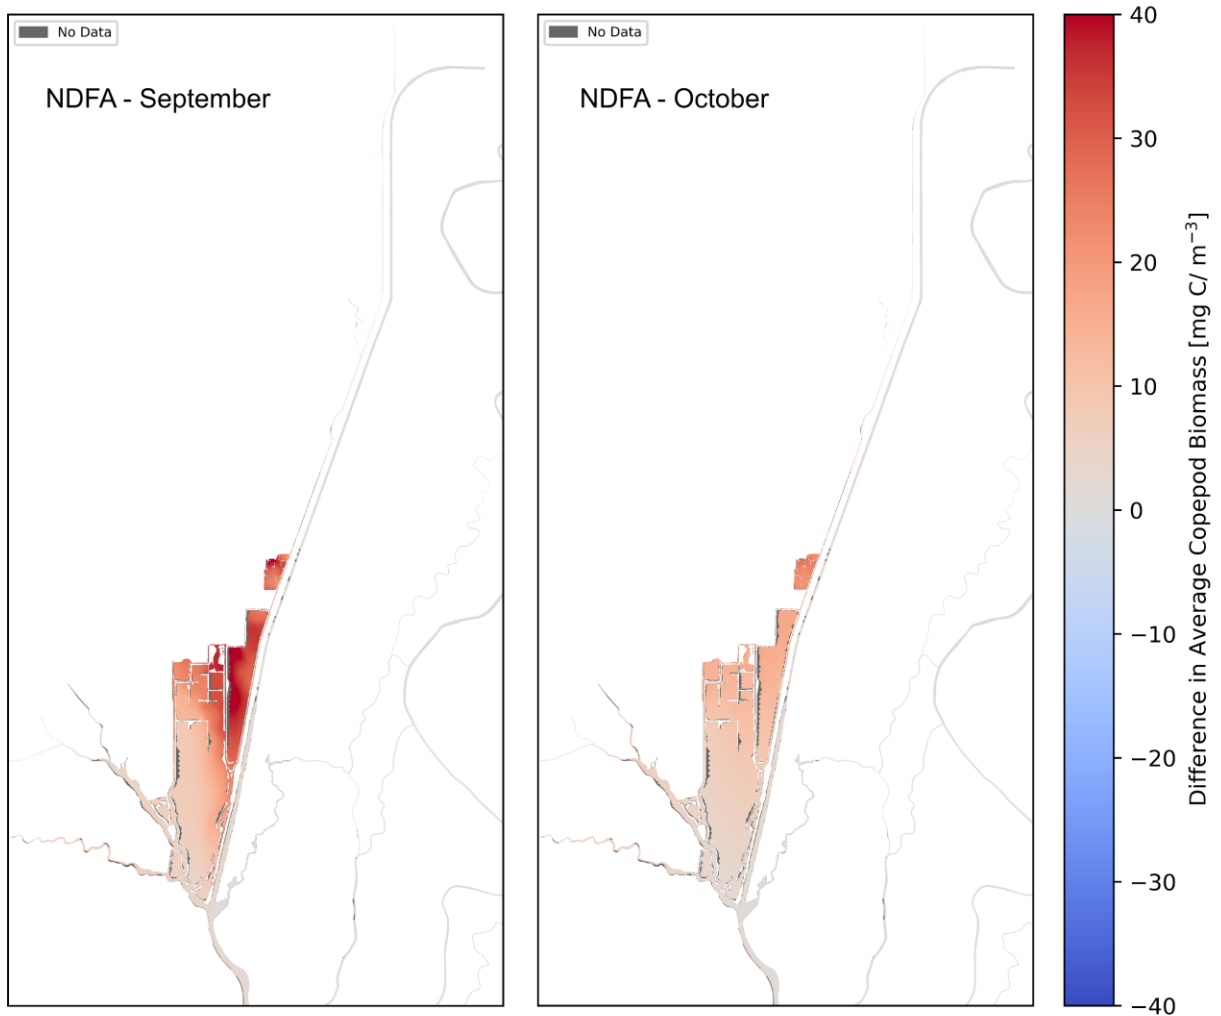 No Data
NDFA - September
No Data
NDFA - October
40
30
20
10
0
−10
−20
−30
−40
Difference in Average Copepod Biomass [mg C/ m⁻³]